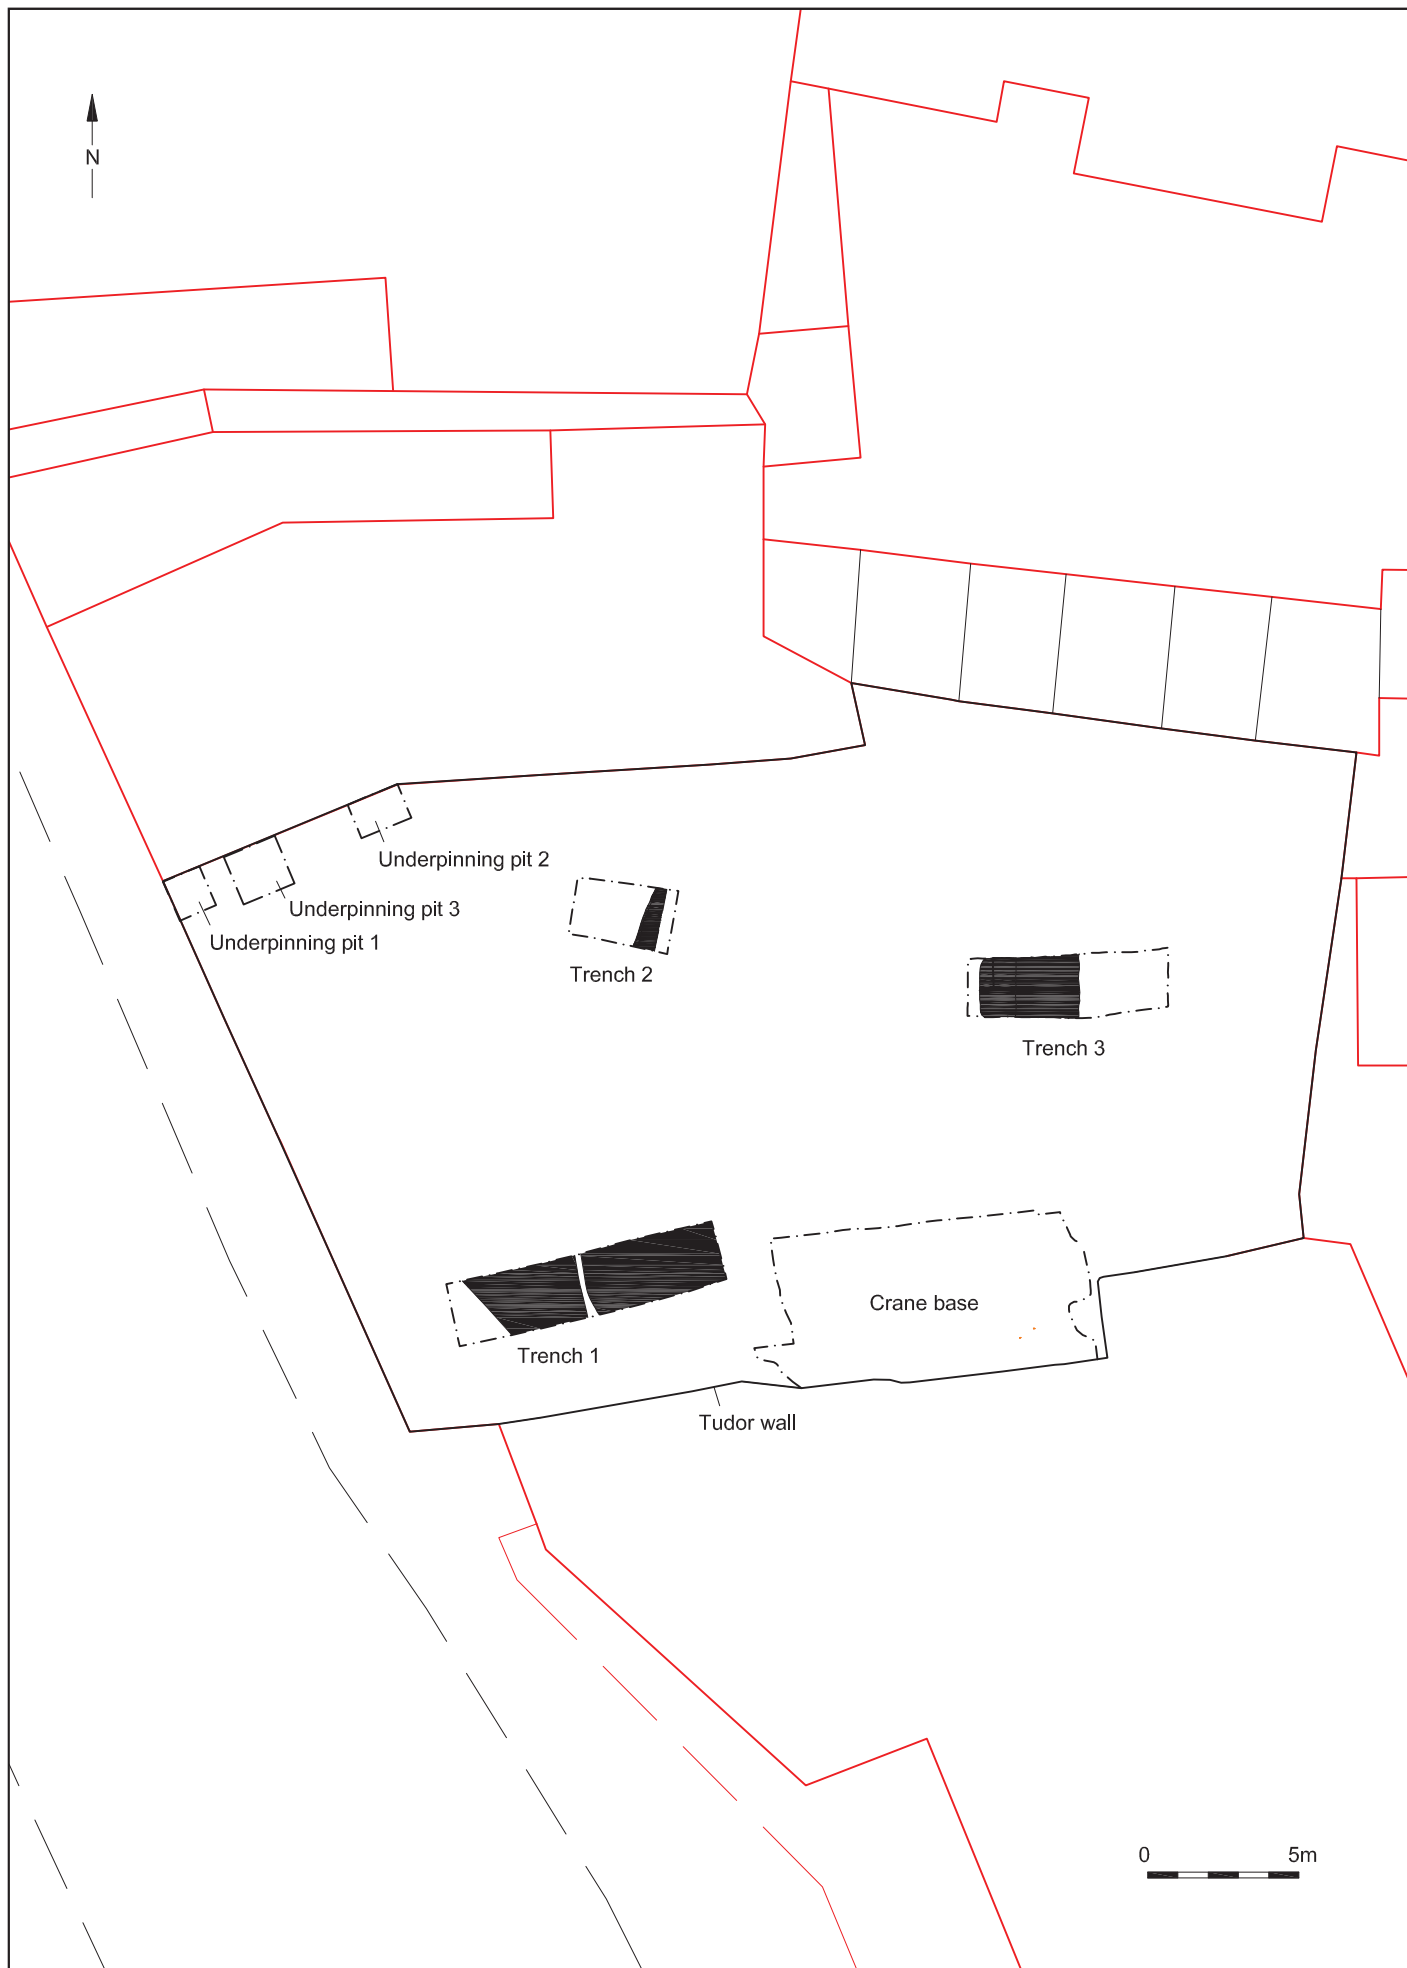 N
Underpinning pit 2
Underpinning pit 3
Underpinning pit 1
Trench 2
Trench 3
Crane base
Trench 1
Tudor wall
0 5m